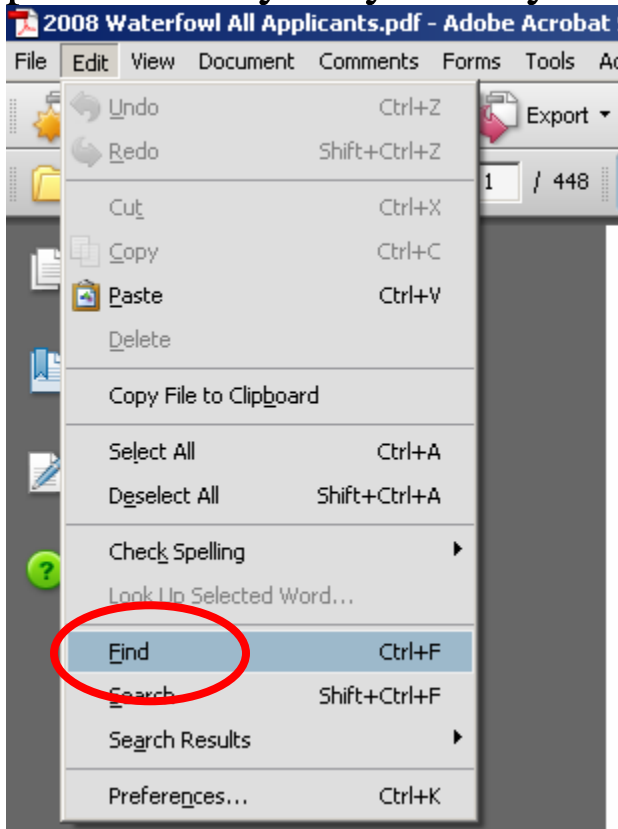 2008 Waterfowl All Applicants.pdf - Adobe Acrobat
File Edit View Document Comments Forms Tools
Undo Ctrl+Z Export
Redo Shift+Ctrl+Z
1 / 448
Cut Ctrl+X
Copy Ctrl+C
Paste Ctrl+V
Delete
Copy File to Clipboard
Select All Ctrl+A
Deselect All Shift+Ctrl+A
Check Spelling
?
Look Up Selected Word...
Find Ctrl+F
Search Shift+Ctrl+F
Search Results
Preferences... Ctrl+K